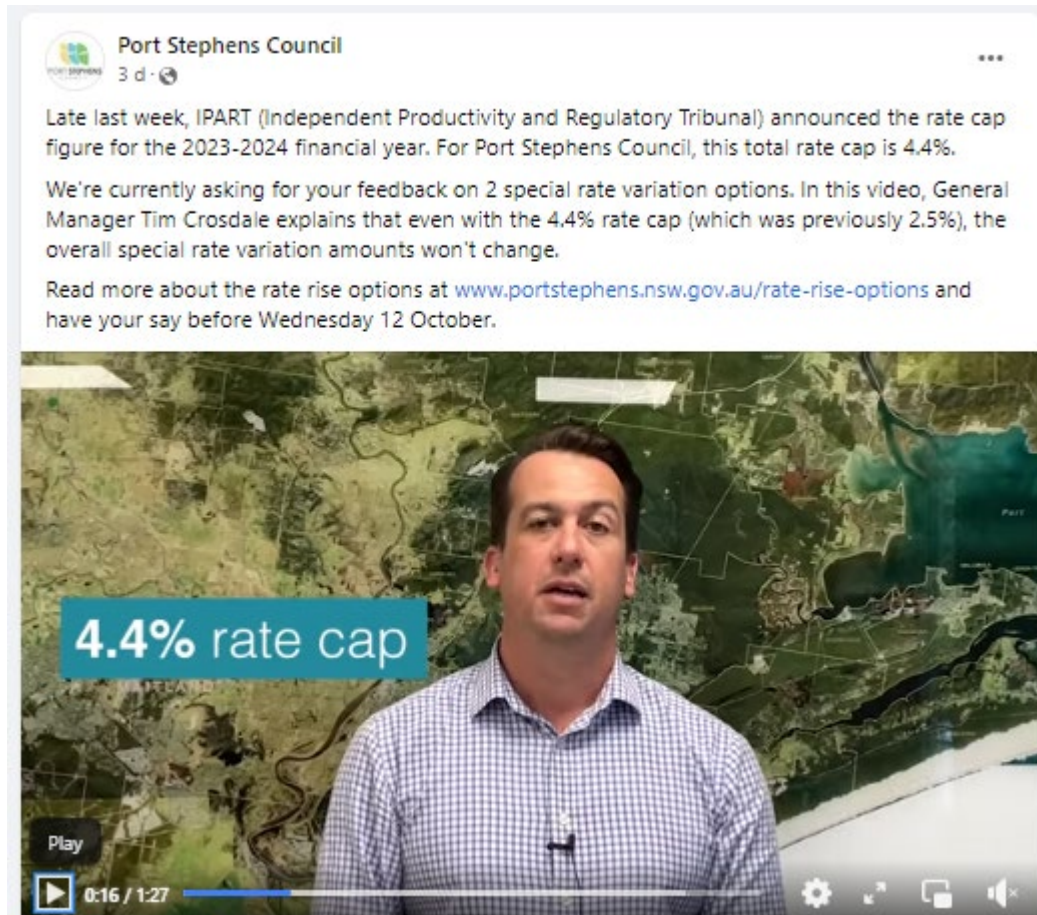 Port Stephens Council
3 d
Late last week, IPART (Independent Productivity and Regulatory Tribunal) announced the rate cap
figure for the 2023-2024 financial year. For Port Stephens Council, this total rate cap is 4.4%.
We're currently asking for your feedback on 2 special rate variation options. In this video, General
Manager Tim Crosdale explains that even with the 4.4% rate cap (which was previously 2.5%), the
overall special rate variation amounts won't change.
Read more about the rate rise options at www.portstephens.nsw.gov.au/rate-rise-options and
have your say before Wednesday 12 October.
4.4% rate cap
MAITLAND
Port
Play
0:16 / 1:27